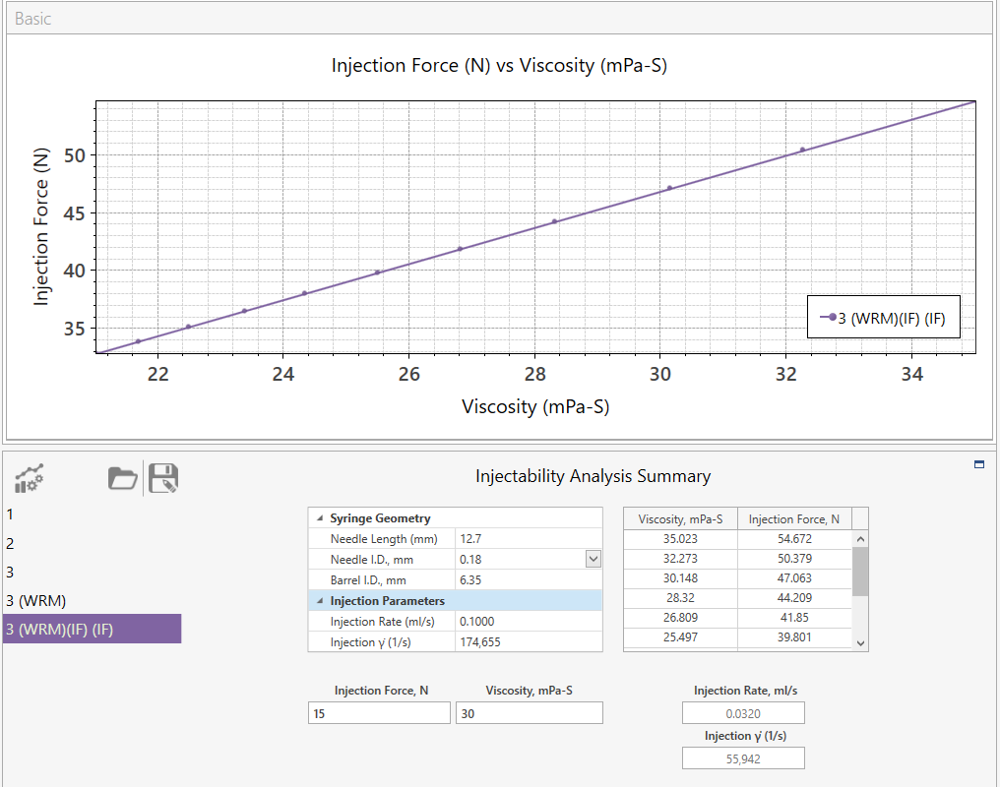 Basic
Injection Force (N) vs Viscosity (mPa-S)
Injection Force (N)
50
45
40
35
3 (WRM)(IF) (IF)
22 24 26 28 30 32 34
Viscosity (mPa-S)
Injectability Analysis Summary
1
2
3
3 (WRM)
3 (WRM)(IF) (IF)
Syringe Geometry
Needle Length (mm) 12.7
Needle I.D., mm 0.18
Barrel I.D., mm 6.35
Injection Parameters
Injection Rate (ml/s) 0.1000
Injection γ̇ (1/s) 174,655
Viscosity, mPa-S Injection Force, N
35.023 54.672
32.273 50.379
30.148 47.063
28.32 44.209
26.809 41.85
25.497 39.801
Injection Force, N Viscosity, mPa-S
15 30
Injection Rate, ml/s
0.0320
Injection γ̇ (1/s)
55,942